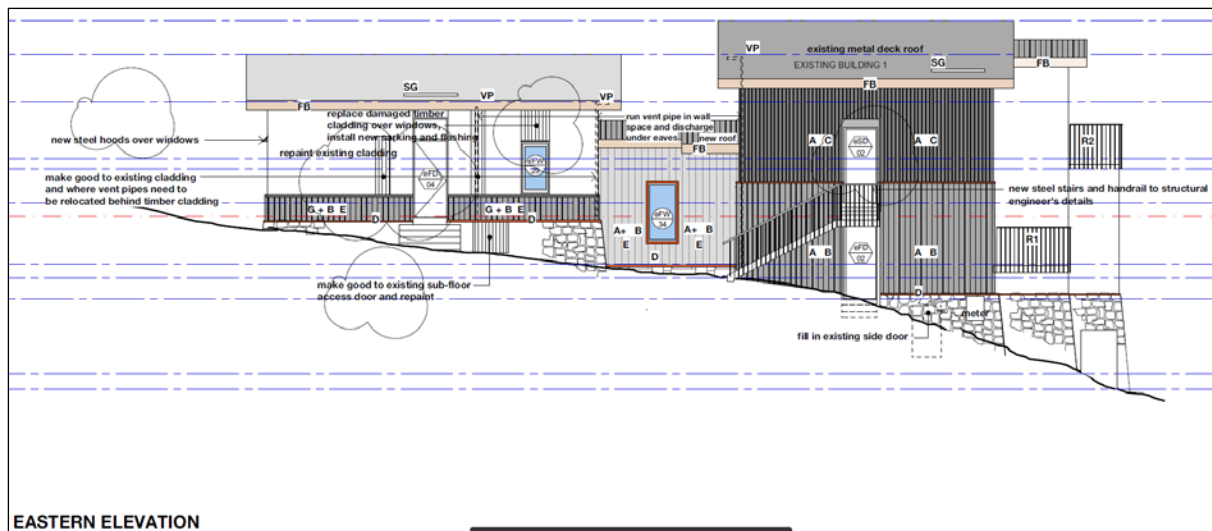 existing metal deck roof
VP
EXISTING BUILDING 1
SG
FB
SG
FB
VP
VP
FB
FB
replace damaged timber
cladding over windows,
install new sarking and flashing
run vent pipe in wall
space and discharge
under eaves
new roof
FB
new steel hoods over windows
repaint existing cladding
A C
eSD
02
A C
R2
make good to existing cladding
and where vent pipes need to
be relocated behind timber cladding
eFD
04
eFW
eFW
34
new steel stairs and handrail to structural
engineer's details
G + B E
D
G + B E
D
A+ B
E
A+ B
E
D
A B
eFD
02
A B
R1
D
make good to existing sub-floor
access door and repaint
meter
fill in existing side door
EASTERN ELEVATION